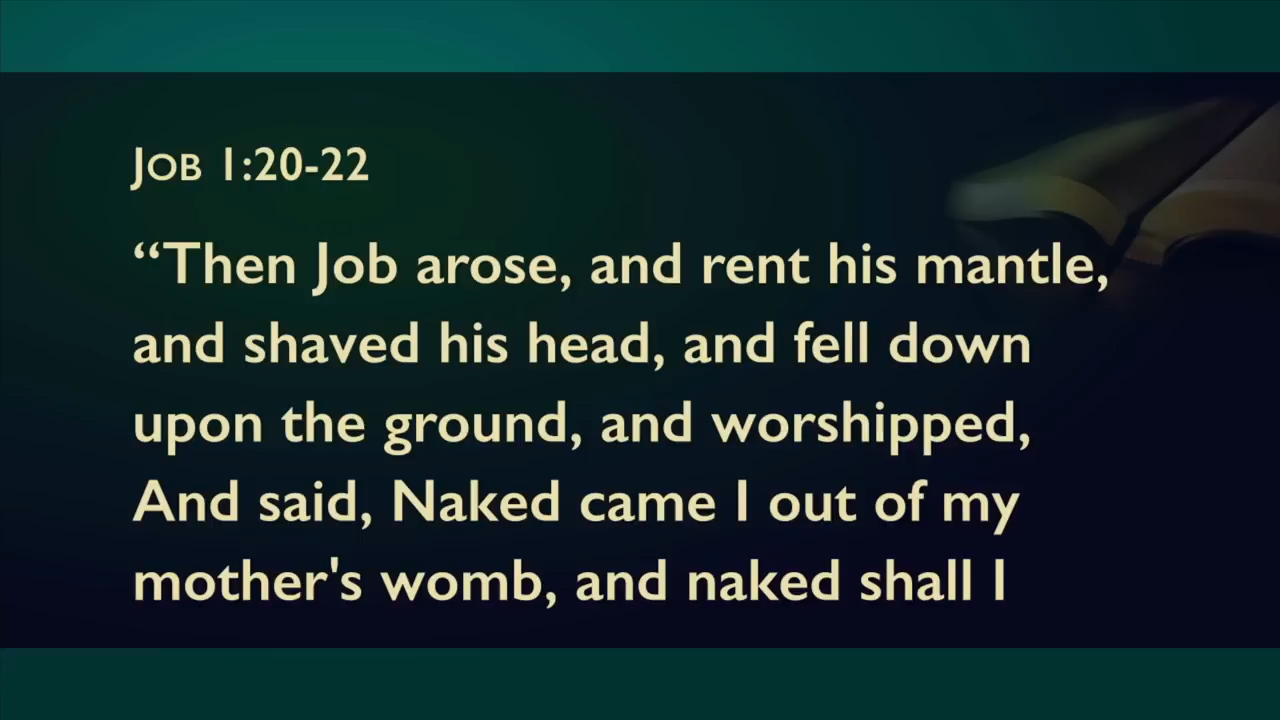 JOB 1:20-22
“Then Job arose, and rent his mantle,
and shaved his head, and fell down
upon the ground, and worshipped,
And said, Naked came I out of my
mother's womb, and naked shall I